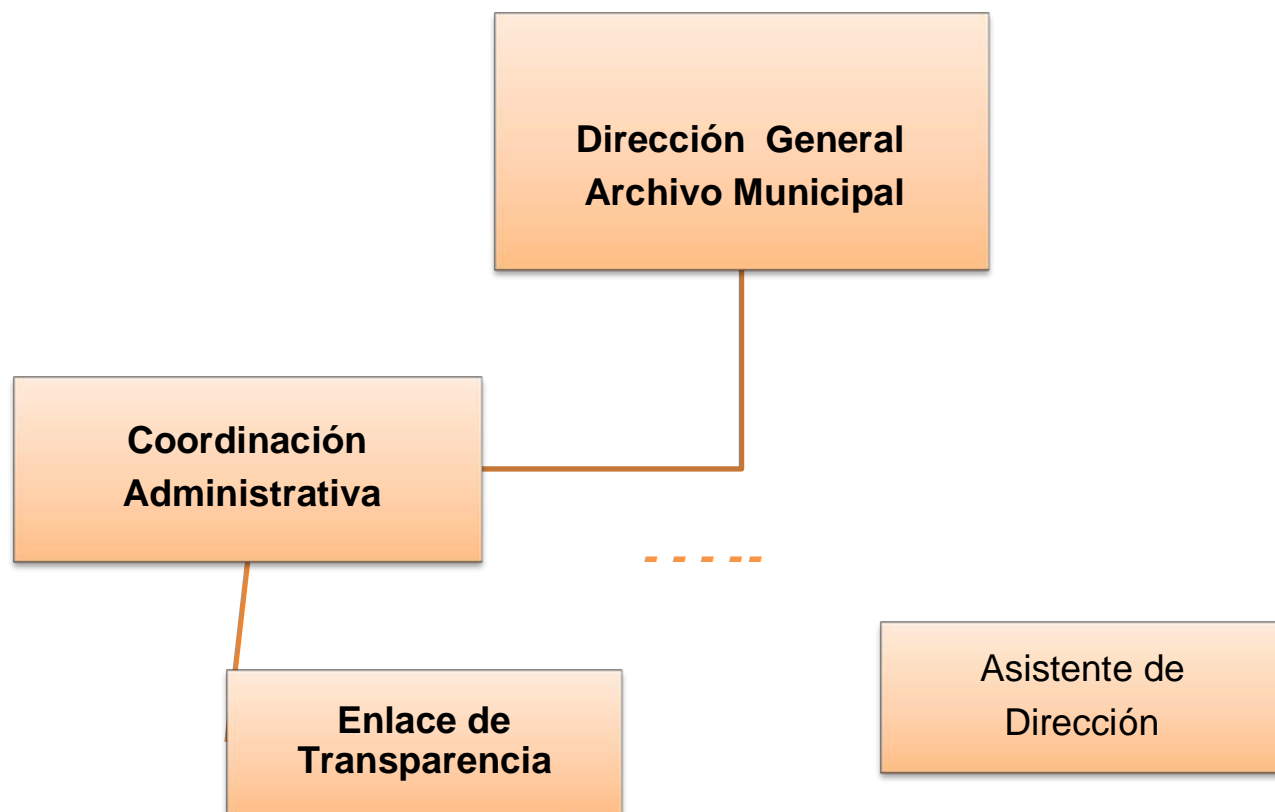 Dirección General
Archivo Municipal
Coordinación
Administrativa
- - - --
Asistente de
Dirección
Enlace de
Transparencia